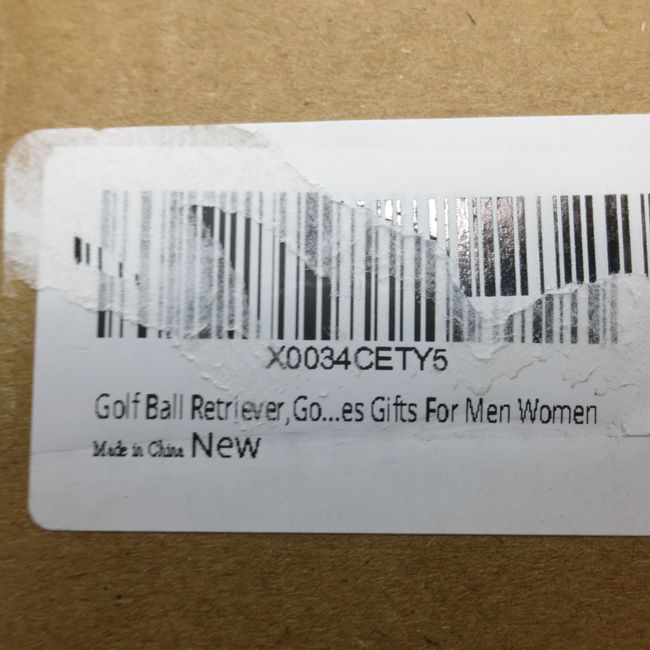 X0034CETY5
Golf Ball Retriever,Go...es Gifts For Men Women
Made in China New